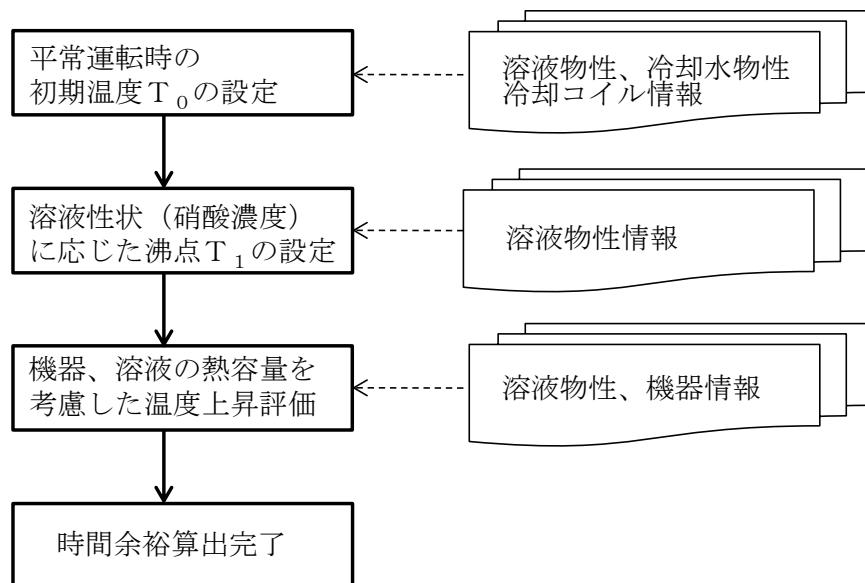 平常運転時の
初期温度Ｔ₀の設定
溶液物性、冷却水物性
冷却コイル情報
溶液性状（硝酸濃度）
に応じた沸点Ｔ₁の設定
溶液物性情報
機器、溶液の熱容量を
考慮した温度上昇評価
溶液物性、機器情報
時間余裕算出完了